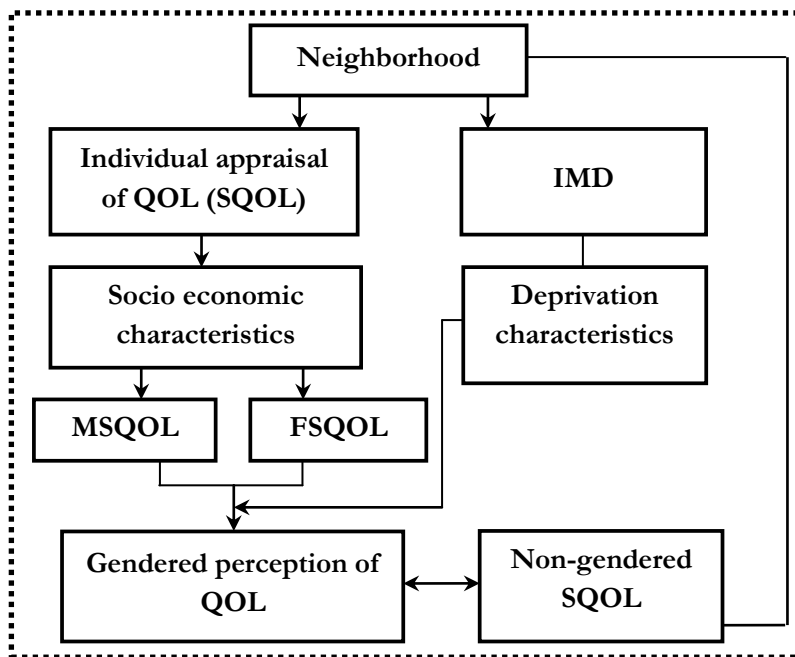 Neighborhood
Individual appraisal
of QOL (SQOL)
IMD
Socio economic
characteristics
Deprivation
characteristics
MSQOL
FSQOL
Gendered perception of
QOL
Non-gendered
SQOL